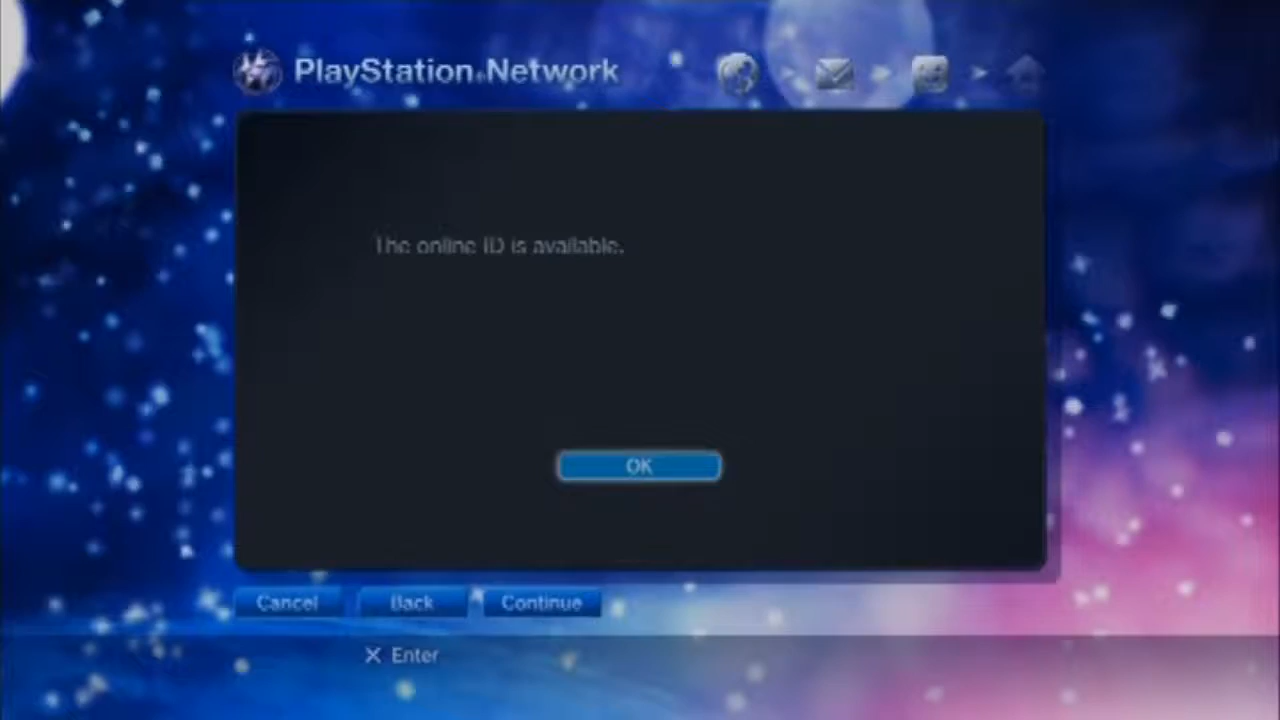 PlayStation®Network
The online ID is available.
OK
Cancel
Back
Continue
X Enter